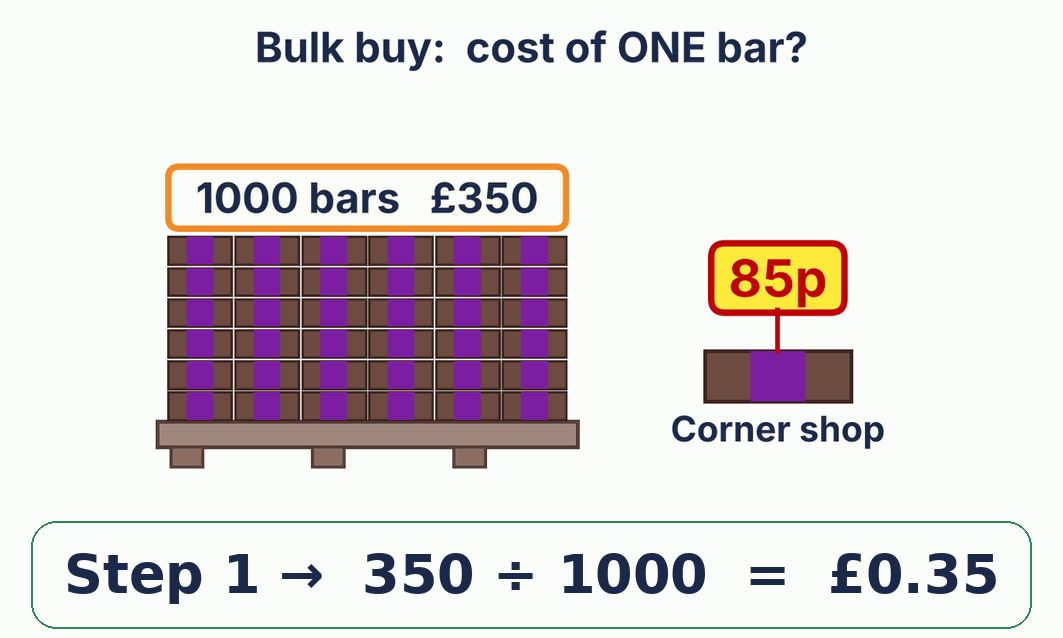 Bulk buy: cost of ONE bar?
1000 bars £350
85p
Corner shop
Step 1 → 350 ÷ 1000 = £0.35